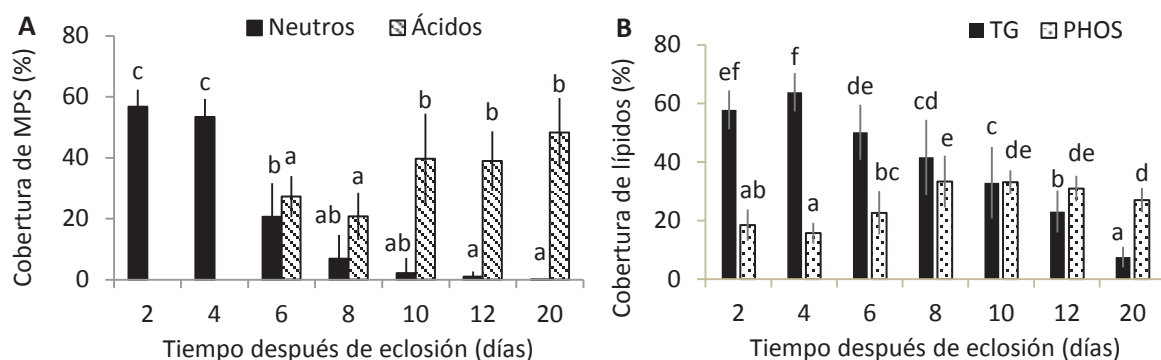 A
Neutros Ácidos
Cobertura de MPS (%)
80
60
40
20
0
c c b a ab a ab b a b a b
2 4 6 8 10 12 20
Tiempo después de eclosión (días)
B
TG PHOS
Cobertura de lípidos (%)
80
60
40
20
0
ef ab f a de bc cd e c de b de a d
2 4 6 8 10 12 20
Tiempo después de eclosión (días)